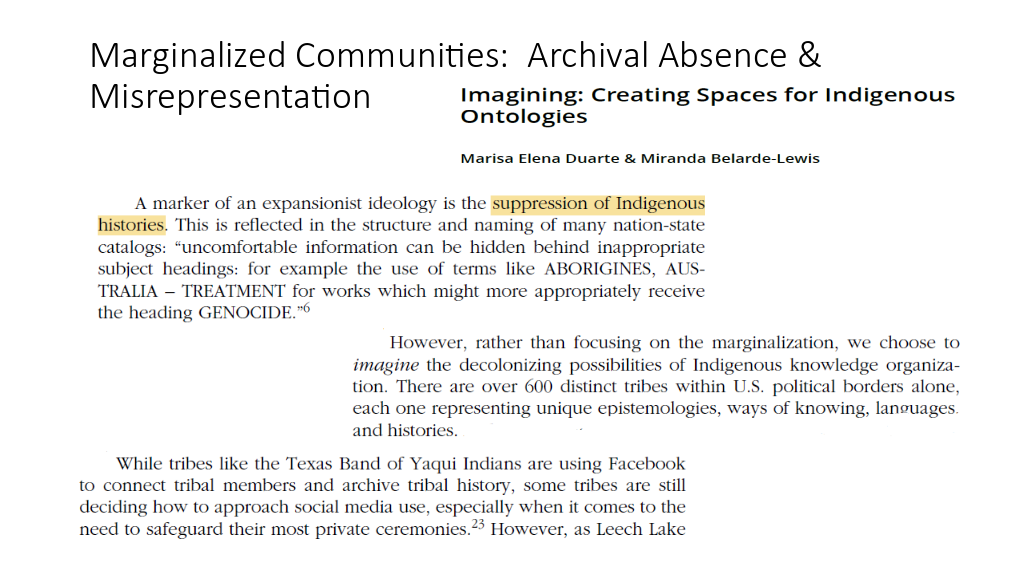 Marginalized Communities: Archival Absence &
Misrepresentation
Imagining: Creating Spaces for Indigenous
Ontologies
Marisa Elena Duarte & Miranda Belarde-Lewis
A marker of an expansionist ideology is the suppression of Indigenous
histories. This is reflected in the structure and naming of many nation-state
catalogs: “uncomfortable information can be hidden behind inappropriate
subject headings: for example the use of terms like ABORIGINES, AUS-
TRALIA – TREATMENT for works which might more appropriately receive
the heading GENOCIDE.”6
However, rather than focusing on the marginalization, we choose to
imagine the decolonizing possibilities of Indigenous knowledge organiza-
tion. There are over 600 distinct tribes within U.S. political borders alone,
each one representing unique epistemologies, ways of knowing, languages.
and histories.
While tribes like the Texas Band of Yaqui Indians are using Facebook
to connect tribal members and archive tribal history, some tribes are still
deciding how to approach social media use, especially when it comes to the
need to safeguard their most private ceremonies.23 However, as Leech Lake